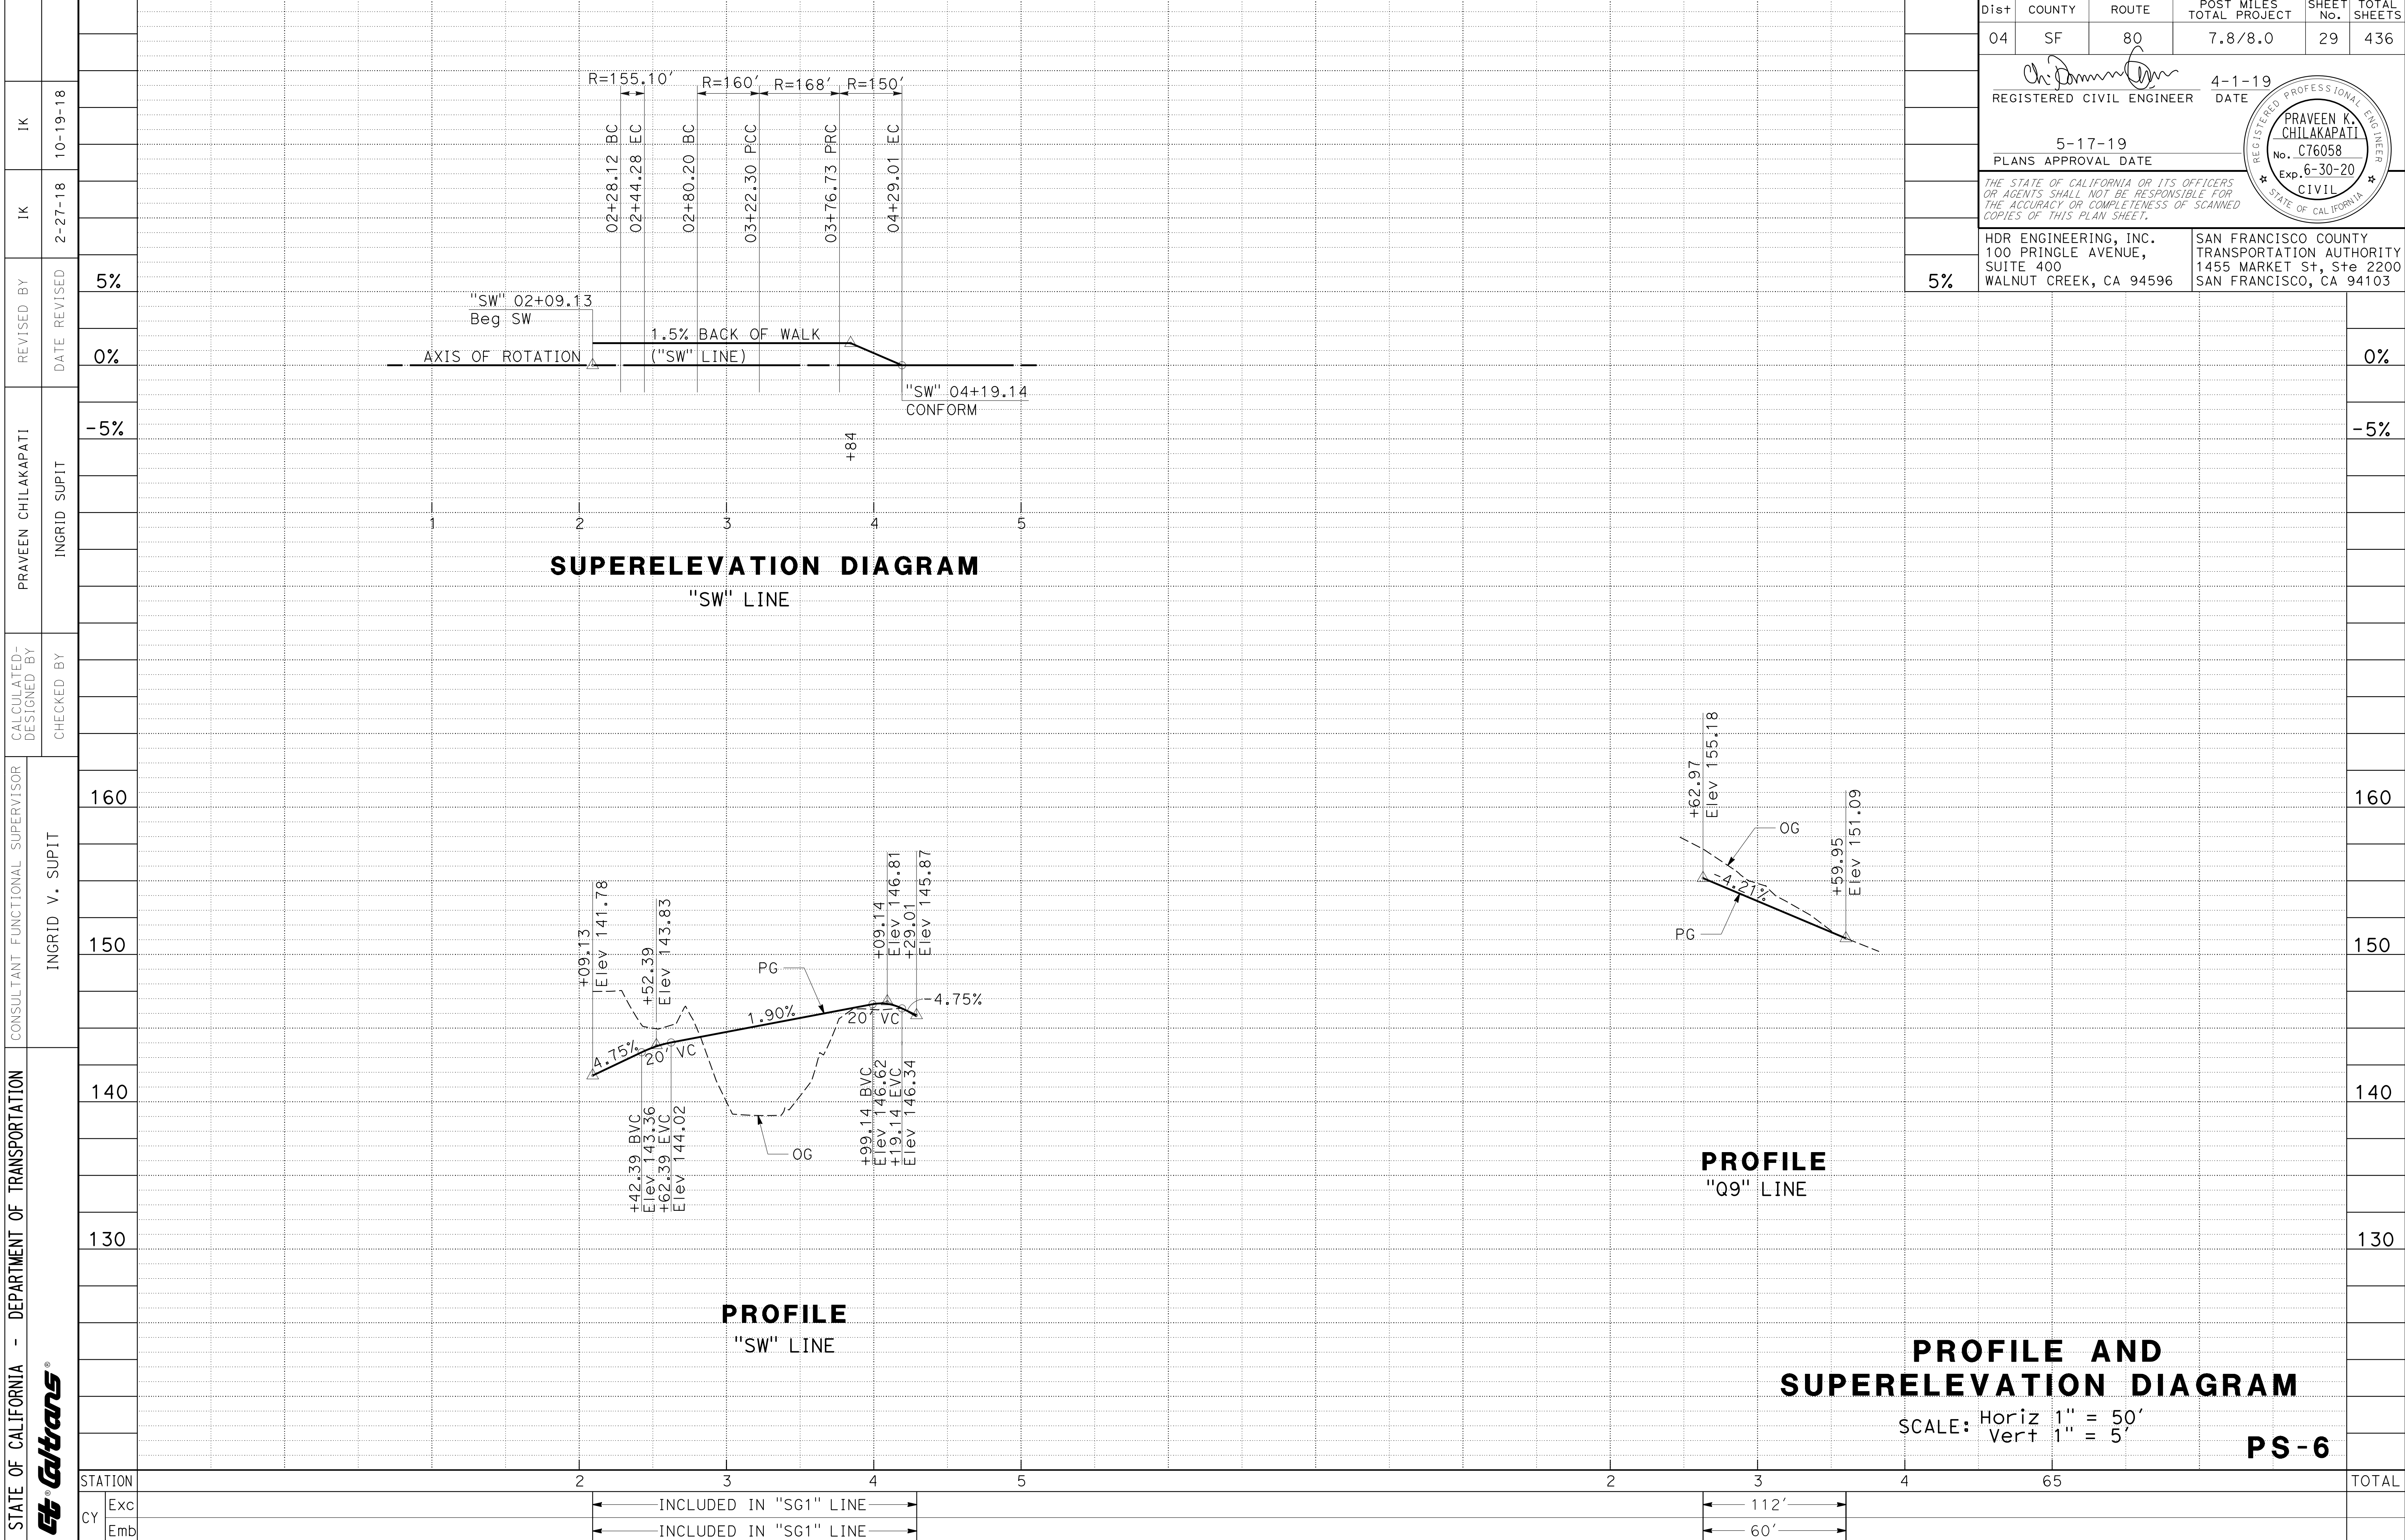 Dist COUNTY ROUTE POST MILES TOTAL PROJECT SHEET No. TOTAL SHEETS
04 SF 80 7.8/8.0 29 436
4-1-19
REGISTERED CIVIL ENGINEER DATE
5-17-19
PLANS APPROVAL DATE
REGISTERED PROFESSIONAL ENGINEER
PRAVEEN K.
CHILAKAPATI
No. C76058
Exp. 6-30-20
CIVIL
STATE OF CALIFORNIA
THE STATE OF CALIFORNIA OR ITS OFFICERS
OR AGENTS SHALL NOT BE RESPONSIBLE FOR
THE ACCURACY OR COMPLETENESS OF SCANNED
COPIES OF THIS PLAN SHEET.
HDR ENGINEERING, INC.
100 PRINGLE AVENUE,
SUITE 400
WALNUT CREEK, CA 94596
SAN FRANCISCO COUNTY
TRANSPORTATION AUTHORITY
1455 MARKET St, Ste 2200
SAN FRANCISCO, CA 94103
IK 10-19-18
IK 2-27-18
REVISED BY
DATE REVISED
PRAVEEN CHILAKAPATI
INGRID SUPIT
CALCULATED-
DESIGNED BY
CHECKED BY
CONSULTANT FUNCTIONAL SUPERVISOR
INGRID V. SUPIT
STATE OF CALIFORNIA - DEPARTMENT OF TRANSPORTATION
Caltrans®
R=155.10' R=160' R=168' R=150'
02+28.12 BC
02+44.28 EC
02+80.20 BC
03+22.30 PCC
03+76.73 PRC
04+29.01 EC
5% 5%
"SW" 02+09.13
Beg SW
1.5% BACK OF WALK
0% AXIS OF ROTATION ("SW" LINE) 0%
"SW" 04+19.14
CONFORM
-5% -5%
+84
1 2 3 4 5
SUPERELEVATION DIAGRAM
"SW" LINE
160 160
150 150
140 140
130 130
+09.13
Elev 141.78
+52.39
Elev 143.83
+09.14
Elev 146.81
+29.01
Elev 145.87
PG
4.75%
20' VC
1.90%
20' VC
-4.75%
+42.39 BVC
Elev 143.36
+62.39 EVC
Elev 144.02
OG
+99.14 BVC
Elev 146.62
+19.14 EVC
Elev 146.34
PROFILE
"SW" LINE
+62.97
Elev 155.18
OG
-4.21%
+59.95
Elev 151.09
PG
PROFILE
"Q9" LINE
PROFILE AND
SUPERELEVATION DIAGRAM
SCALE: Horiz 1" = 50'
Vert 1" = 5'
PS-6
STATION 2 3 4 5 2 3 4 65 TOTAL
CY Exc INCLUDED IN "SG1" LINE 112'
Emb INCLUDED IN "SG1" LINE 60'